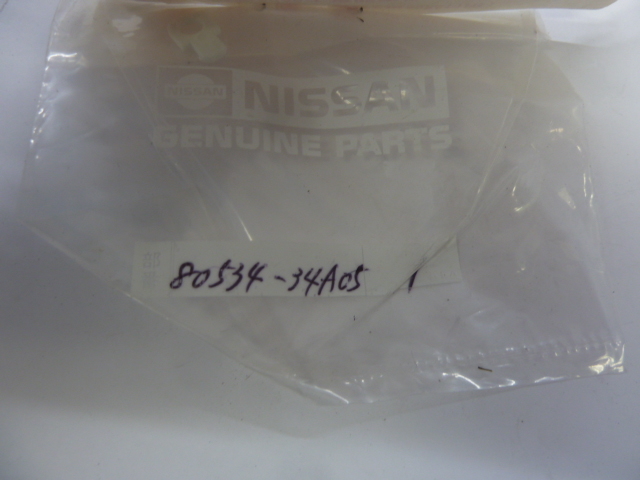 NISSAN NISSAN
GENUINE PARTS
80534-34A05 1